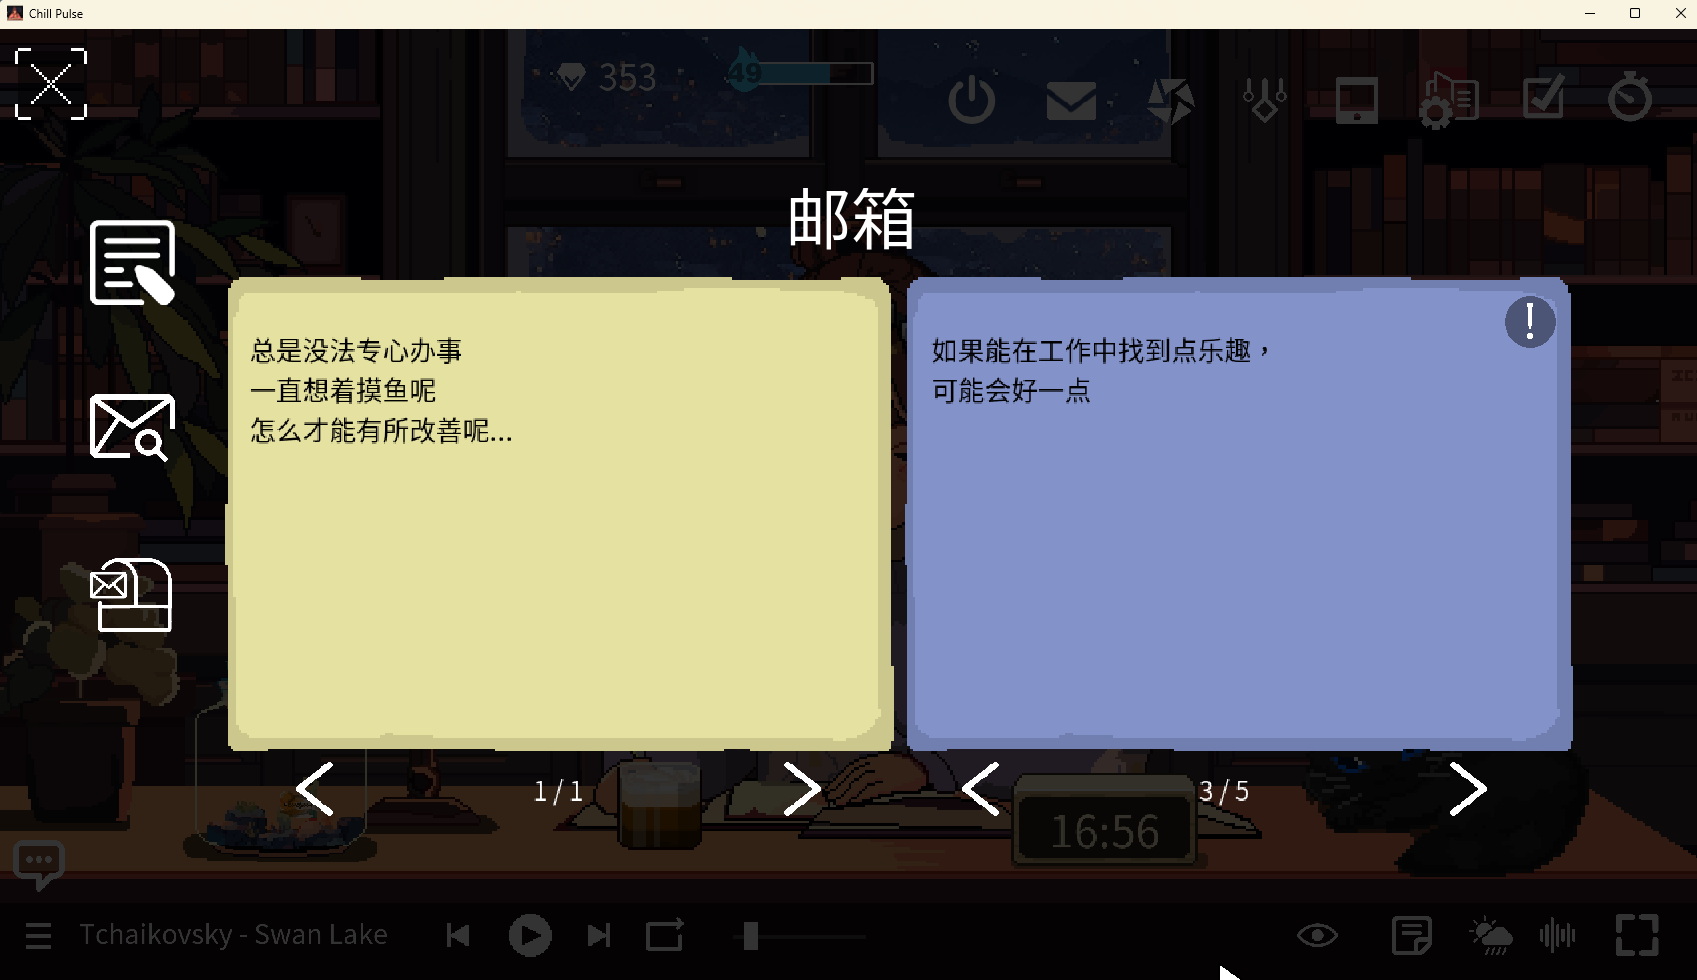 Chill Pulse
353
49
邮箱
总是没法专心办事
一直想着摸鱼呢
怎么才能有所改善呢...
如果能在工作中找到点乐趣，
可能会好一点
!
1 / 1
3 / 5
16:56
Tchaikovsky - Swan Lake